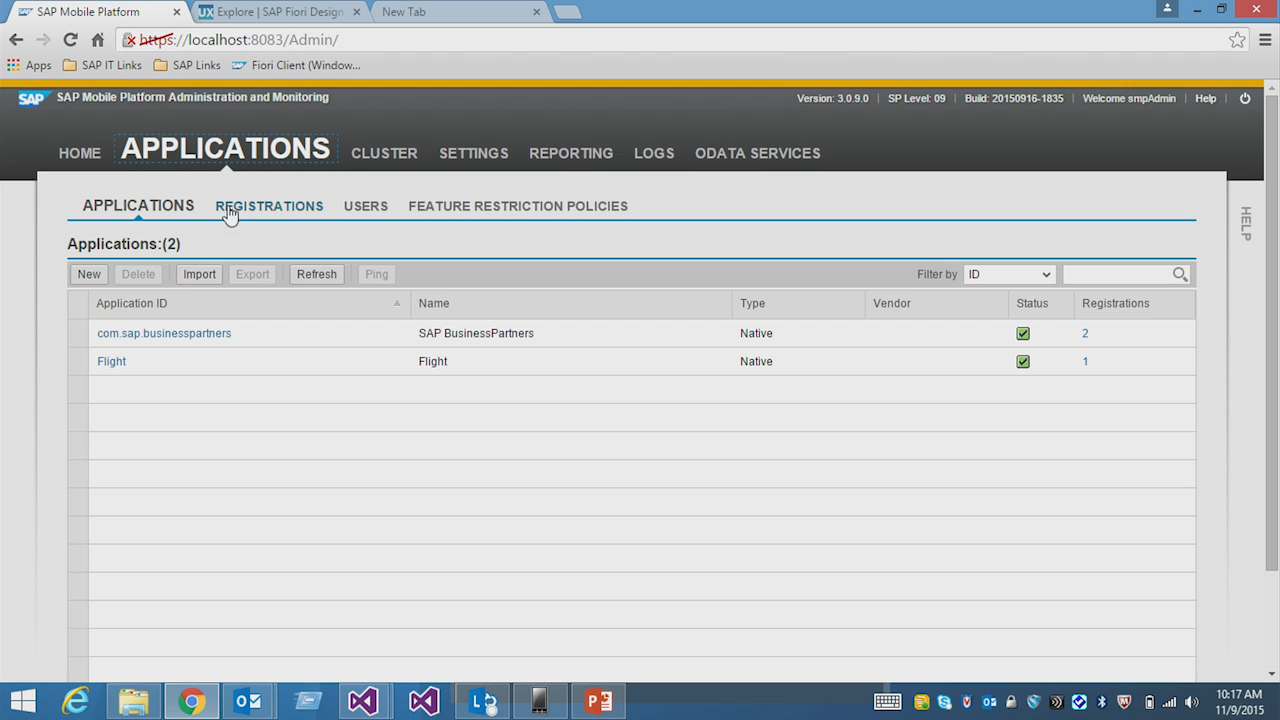 SAP Mobile Platform
UX Explore | SAP Fiori Design
New Tab
https://localhost:8083/Admin/
Apps SAP IT Links SAP Links Fiori Client (Window...
SAP SAP Mobile Platform Administration and Monitoring
Version: 3.0.9.0 | SP Level: 09 | Build: 20150916-1835 | Welcome smpAdmin | Help |
HOME APPLICATIONS CLUSTER SETTINGS REPORTING LOGS ODATA SERVICES
APPLICATIONS REGISTRATIONS USERS FEATURE RESTRICTION POLICIES
HELP
Applications:(2)
New Delete Import Export Refresh Ping Filter by ID
Application ID Name Type Vendor Status Registrations
com.sap.businesspartners SAP BusinessPartners Native 2
Flight Flight Native 1
10:17 AM
11/9/2015